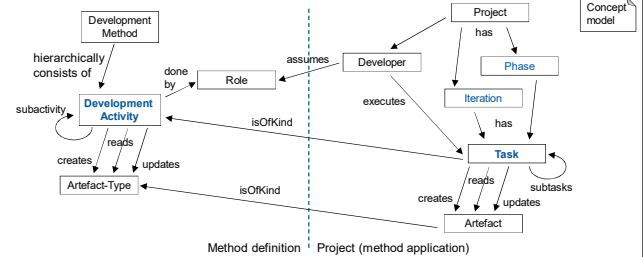 Concept
model
Development
Method
Project
has
hierarchically
consists of
assumes
Developer
Phase
done
by
Role
Iteration
Development
Activity
subactivity
executes
isOfKind
has
Task
reads
creates
updates
Artefact-Type
isOfKind
reads
creates
updates
subtasks
Artefact
Method definition
Project (method application)